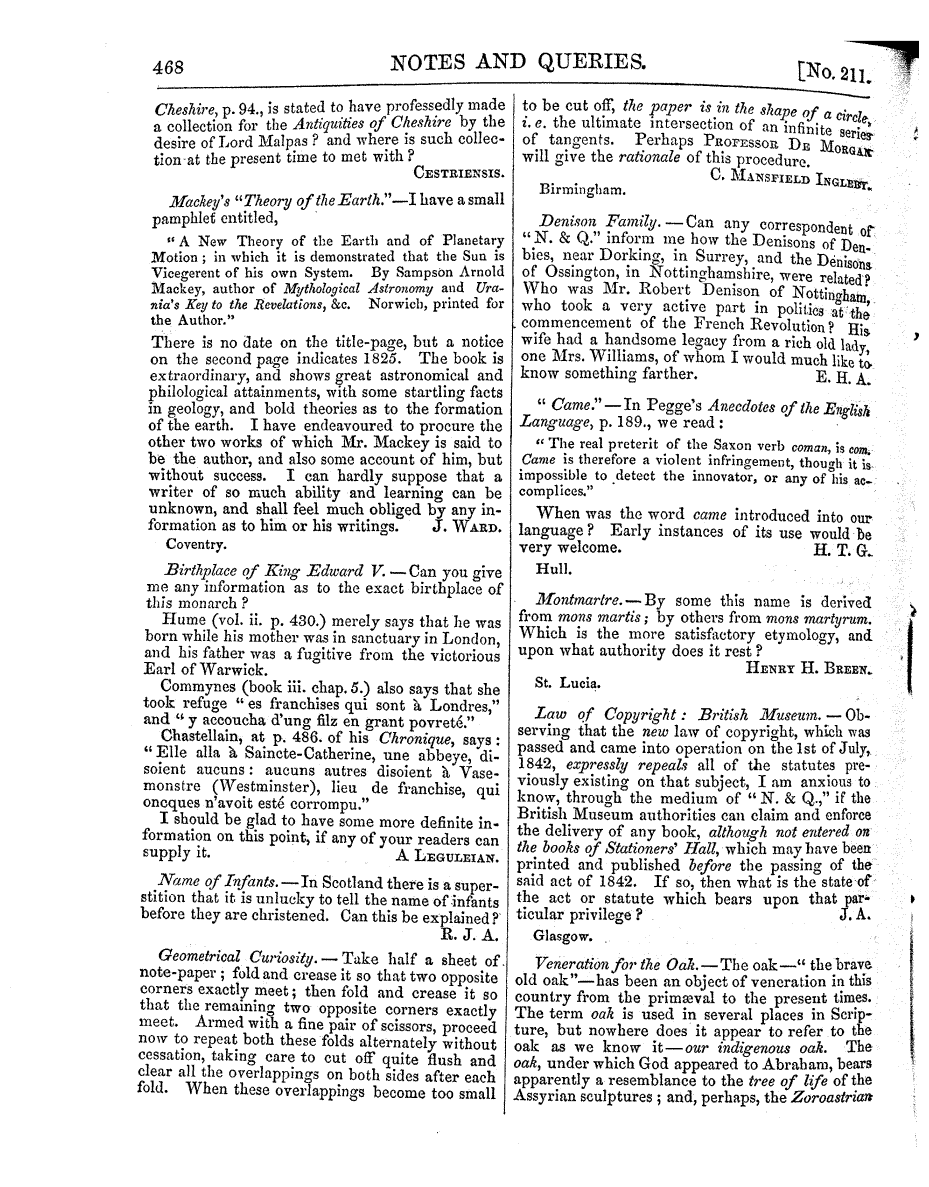 468
NOTES AND QUERIES.
[No. 211.
Cheshire, p. 94., is stated to have professedly made
a collection for the Antiquities of Cheshire by the
desire of Lord Malpas ? and where is such collec-
tion at the present time to met with ?
CESTRIENSIS.
Mackey's "Theory of the Earth."—I have a small
pamphlet entitled,
"A New Theory of the Earth and of Planetary
Motion ; in which it is demonstrated that the Sun is
Vicegerent of his own System. By Sampson Arnold
Mackey, author of Mythological Astronomy and Ura-
nia's Key to the Revelations, &c. Norwich, printed for
the Author."
There is no date on the title-page, but a notice
on the second page indicates 1825. The book is
extraordinary, and shows great astronomical and
philological attainments, with some startling facts
in geology, and bold theories as to the formation
of the earth. I have endeavoured to procure the
other two works of which Mr. Mackey is said to
be the author, and also some account of him, but
without success. I can hardly suppose that a
writer of so much ability and learning can be
unknown, and shall feel much obliged by any in-
formation as to him or his writings. J. WARD.
Coventry.
Birthplace of King Edward V. — Can you give
me any information as to the exact birthplace of
this monarch ?
Hume (vol. ii. p. 430.) merely says that he was
born while his mother was in sanctuary in London,
and his father was a fugitive from the victorious
Earl of Warwick.
Commynes (book iii. chap. 5.) also says that she
took refuge "es franchises qui sont à Londres,"
and "y accoucha d'ung filz en grant povreté."
Chastellain, at p. 486. of his Chronique, says :
"Elle alla à Saincte-Catherine, une abbeye, di-
soient aucuns : aucuns autres disoient à Vase-
monstre (Westminster), lieu de franchise, qui
oncques n'avoit esté corrompu."
I should be glad to have some more definite in-
formation on this point, if any of your readers can
supply it. A LEGULEIAN.
Name of Infants. — In Scotland there is a super-
stition that it is unlucky to tell the name of infants
before they are christened. Can this be explained ?
R. J. A.
Geometrical Curiosity. — Take half a sheet of
note-paper ; fold and crease it so that two opposite
corners exactly meet ; then fold and crease it so
that the remaining two opposite corners exactly
meet. Armed with a fine pair of scissors, proceed
now to repeat both these folds alternately without
cessation, taking care to cut off quite flush and
clear all the overlappings on both sides after each
fold. When these overlappings become too small
to be cut off, the paper is in the shape of a circle,
i. e. the ultimate intersection of an infinite series
of tangents. Perhaps PROFESSOR DE MORGAN
will give the rationale of this procedure.
C. MANSFIELD INGLEBY.
Birmingham.
Denison Family. — Can any correspondent of
"N. & Q." inform me how the Denisons of Den-
bies, near Dorking, in Surrey, and the Denisons
of Ossington, in Nottinghamshire, were related?
Who was Mr. Robert Denison of Nottingham,
who took a very active part in politics at the
commencement of the French Revolution? His
wife had a handsome legacy from a rich old lady,
one Mrs. Williams, of whom I would much like to
know something farther. E. H. A.
"Came." — In Pegge's Anecdotes of the English
Language, p. 189., we read :
"The real preterit of the Saxon verb coman, is com.
Came is therefore a violent infringement, though it is
impossible to detect the innovator, or any of his ac-
complices."
When was the word came introduced into our
language ? Early instances of its use would be
very welcome. H. T. G.
Hull.
Montmartre. — By some this name is derived
from mons martis ; by others from mons martyrum.
Which is the more satisfactory etymology, and
upon what authority does it rest ?
HENRY H. BREEN.
St. Lucia.
Law of Copyright : British Museum. — Ob-
serving that the new law of copyright, which was
passed and came into operation on the 1st of July,
1842, expressly repeals all of the statutes pre-
viously existing on that subject, I am anxious to
know, through the medium of "N. & Q.," if the
British Museum authorities can claim and enforce
the delivery of any book, although not entered on
the books of Stationers' Hall, which may have been
printed and published before the passing of the
said act of 1842. If so, then what is the state of
the act or statute which bears upon that par-
ticular privilege ? J. A.
Glasgow.
Veneration for the Oak. — The oak — "the brave
old oak" — has been an object of veneration in this
country from the primæval to the present times.
The term oak is used in several places in Scrip-
ture, but nowhere does it appear to refer to the
oak as we know it — our indigenous oak. The
oak, under which God appeared to Abraham, bears
apparently a resemblance to the tree of life of the
Assyrian sculptures ; and, perhaps, the Zoroastrian